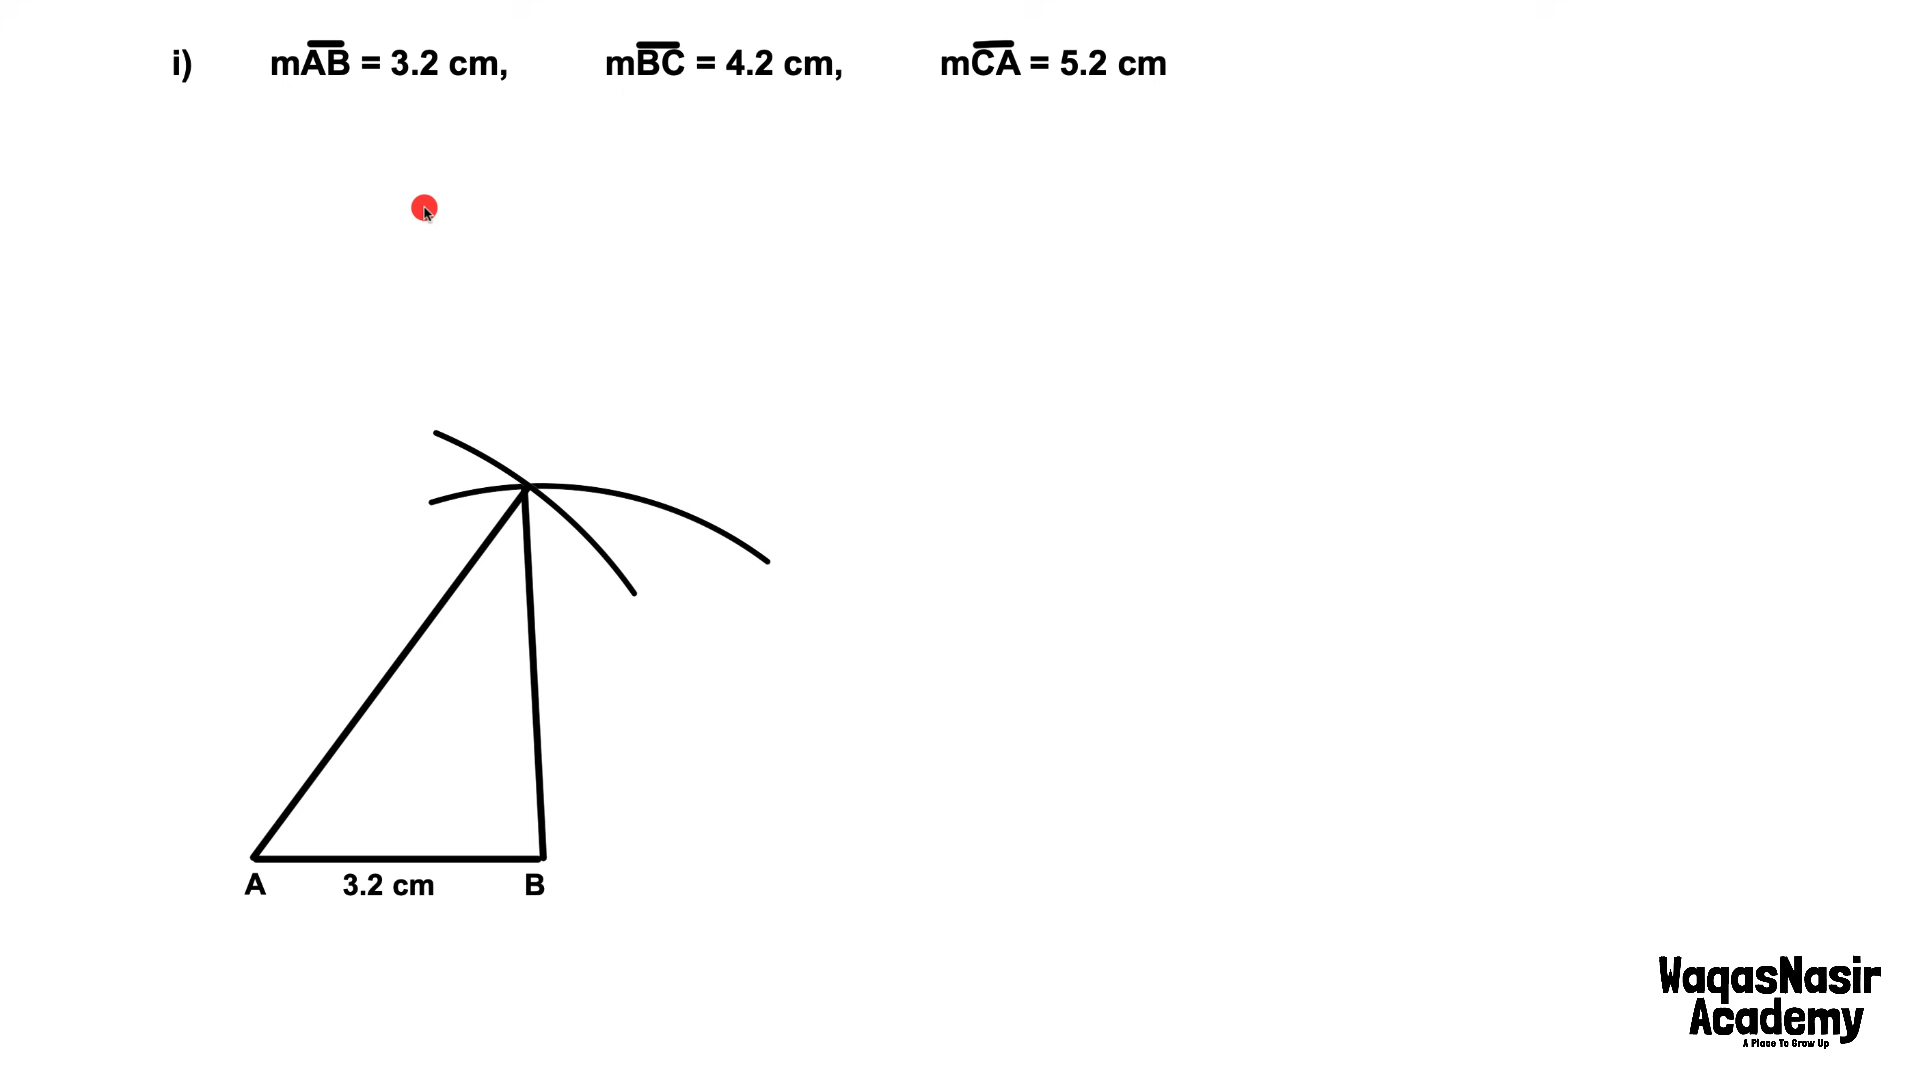 i) mAB = 3.2 cm, mBC = 4.2 cm, mCA = 5.2 cm
A 3.2 cm B
WaqasNasir
Academy
A Place To Grow Up